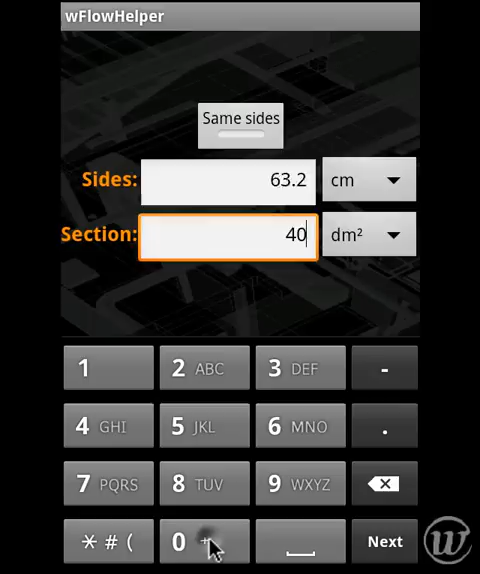 wFlowHelper
Same sides
Sides: 63.2 cm
Section: 40 dm²
1 2 ABC 3 DEF -
4 GHI 5 JKL 6 MNO .
7 PQRS 8 TUV 9 WXYZ
* # ( 0 + Next
W